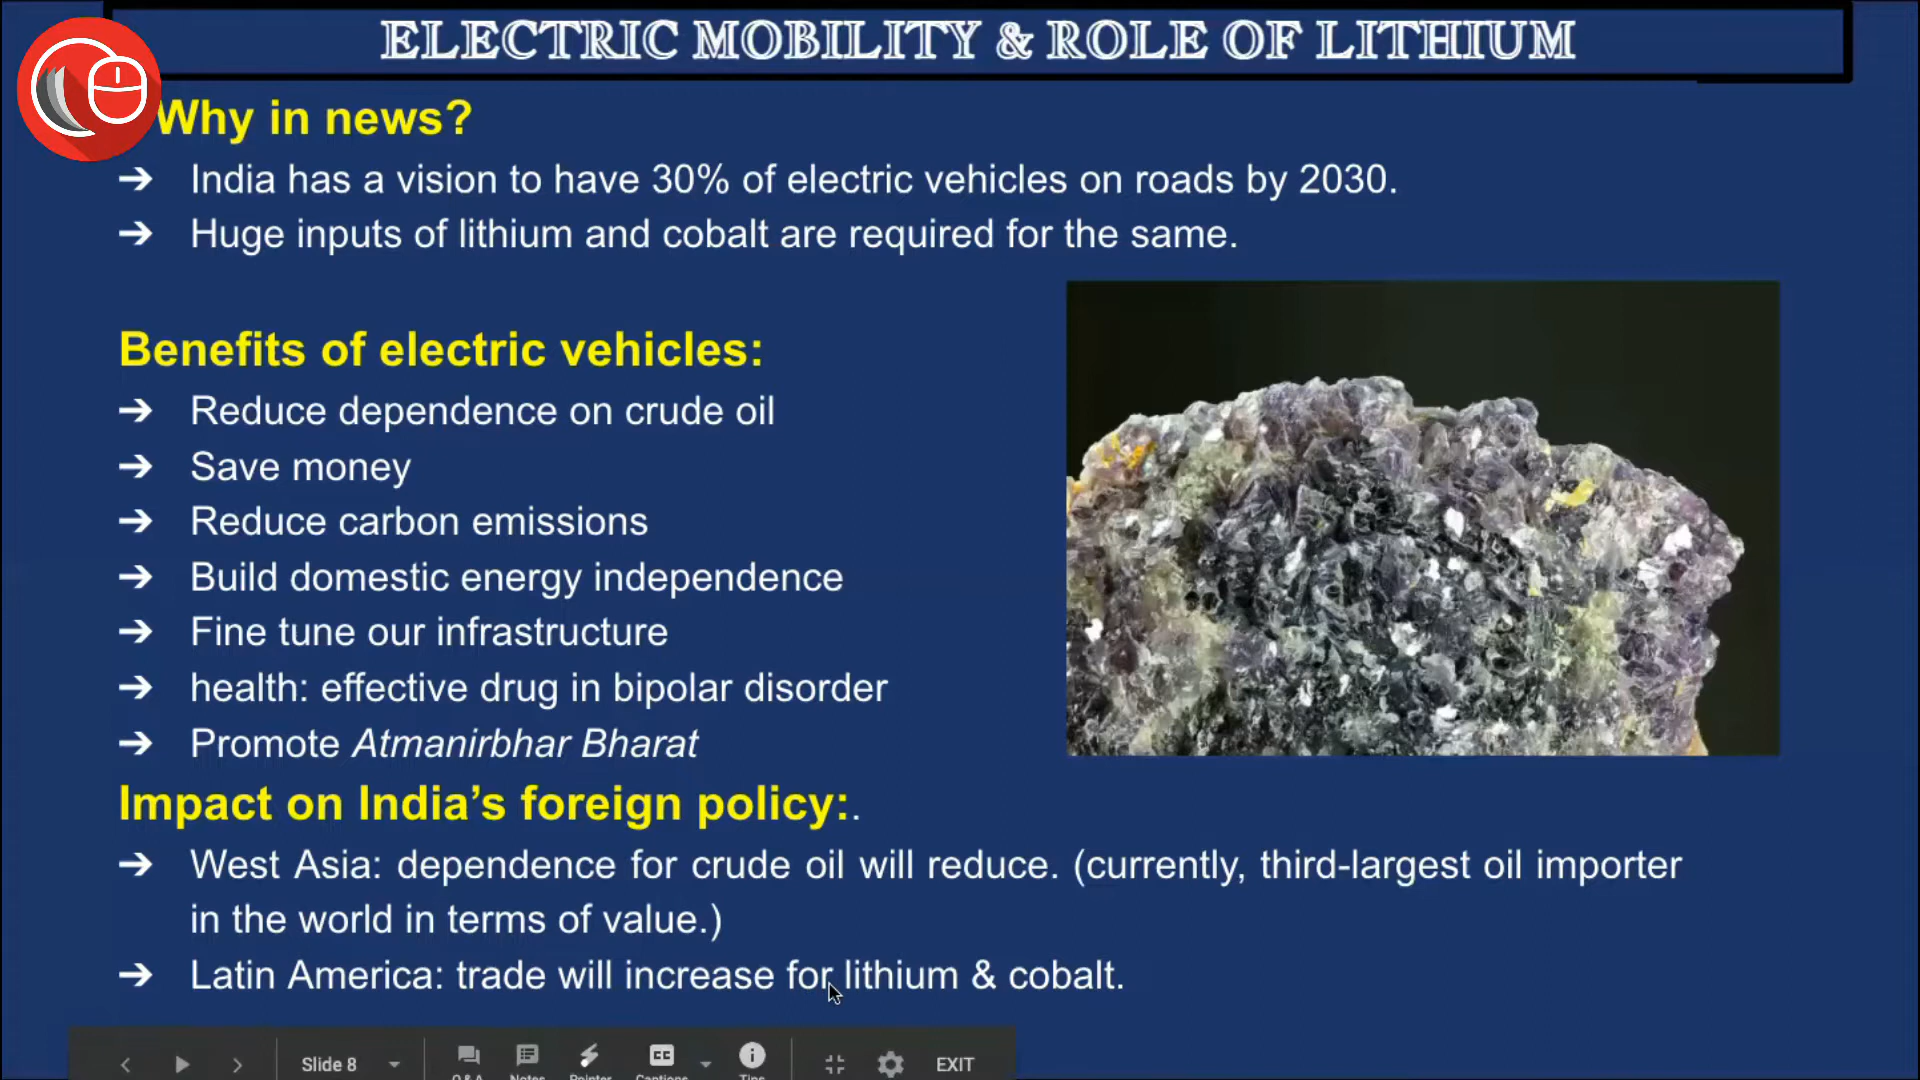 ELECTRIC MOBILITY & ROLE OF LITHIUM
Why in news?
➔ India has a vision to have 30% of electric vehicles on roads by 2030.
➔ Huge inputs of lithium and cobalt are required for the same.
Benefits of electric vehicles:
➔ Reduce dependence on crude oil
➔ Save money
➔ Reduce carbon emissions
➔ Build domestic energy independence
➔ Fine tune our infrastructure
➔ health: effective drug in bipolar disorder
➔ Promote Atmanirbhar Bharat
Impact on India’s foreign policy:.
➔ West Asia: dependence for crude oil will reduce. (currently, third-largest oil importer
in the world in terms of value.)
➔ Latin America: trade will increase for lithium & cobalt.
Slide 8 Q&A Notes Pointer CC Captions Tips EXIT